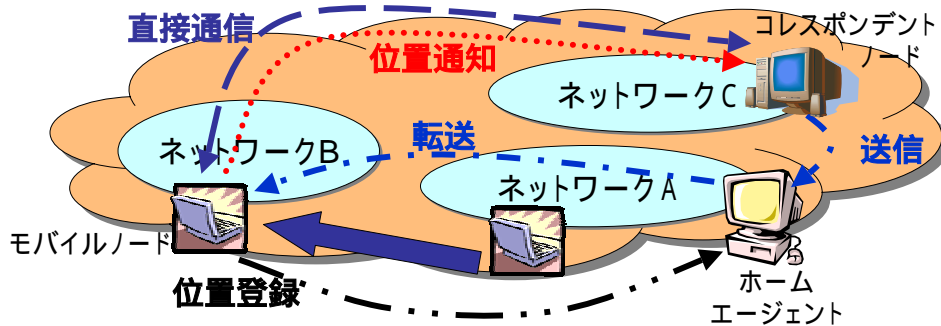 直接通信
コレスポンデント
ノード
位置通知
ネットワークC
転送
送信
ネットワークB
ネットワークA
モバイルノード
位置登録
ホーム
エージェント